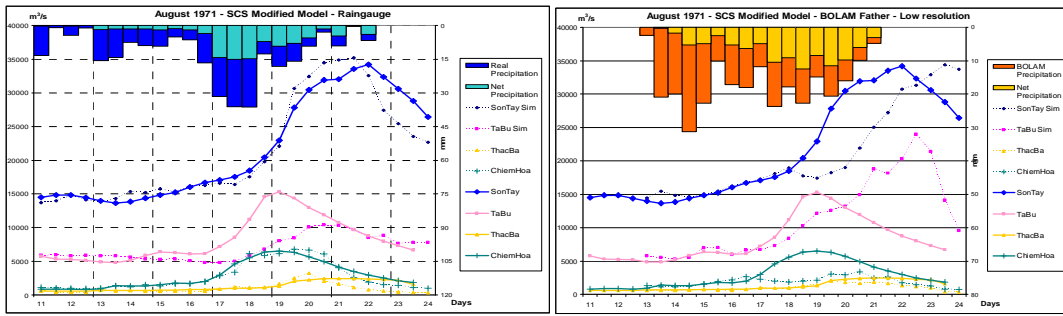 August 1971 - SCS Modified Model - Raingauge
m³/s
40000
35000
30000
25000
20000
15000
10000
5000
0
0
15
30
45
60
75
90
105
120
mm
11 12 13 14 15 16 17 18 19 20 21 22 23 24
Days
Real Precipitation
Net Precipitation
SonTay Sim
TaBu Sim
ThacBa
ChiemHoa
SonTay
TaBu
ThacBa
ChiemHoa
August 1971 - SCS Modified Model - BOLAM Father - Low resolution
m³/s
40000
35000
30000
25000
20000
15000
10000
5000
0
0
10
20
30
40
50
60
70
80
mm
11 12 13 14 15 16 17 18 19 20 21 22 23 24
Days
BOLAM Precipitation
Net Precipitation
SonTay Sim
TaBu Sim
ThacBa
ChiemHoa
SonTay
TaBu
ThacBa
ChiemHoa